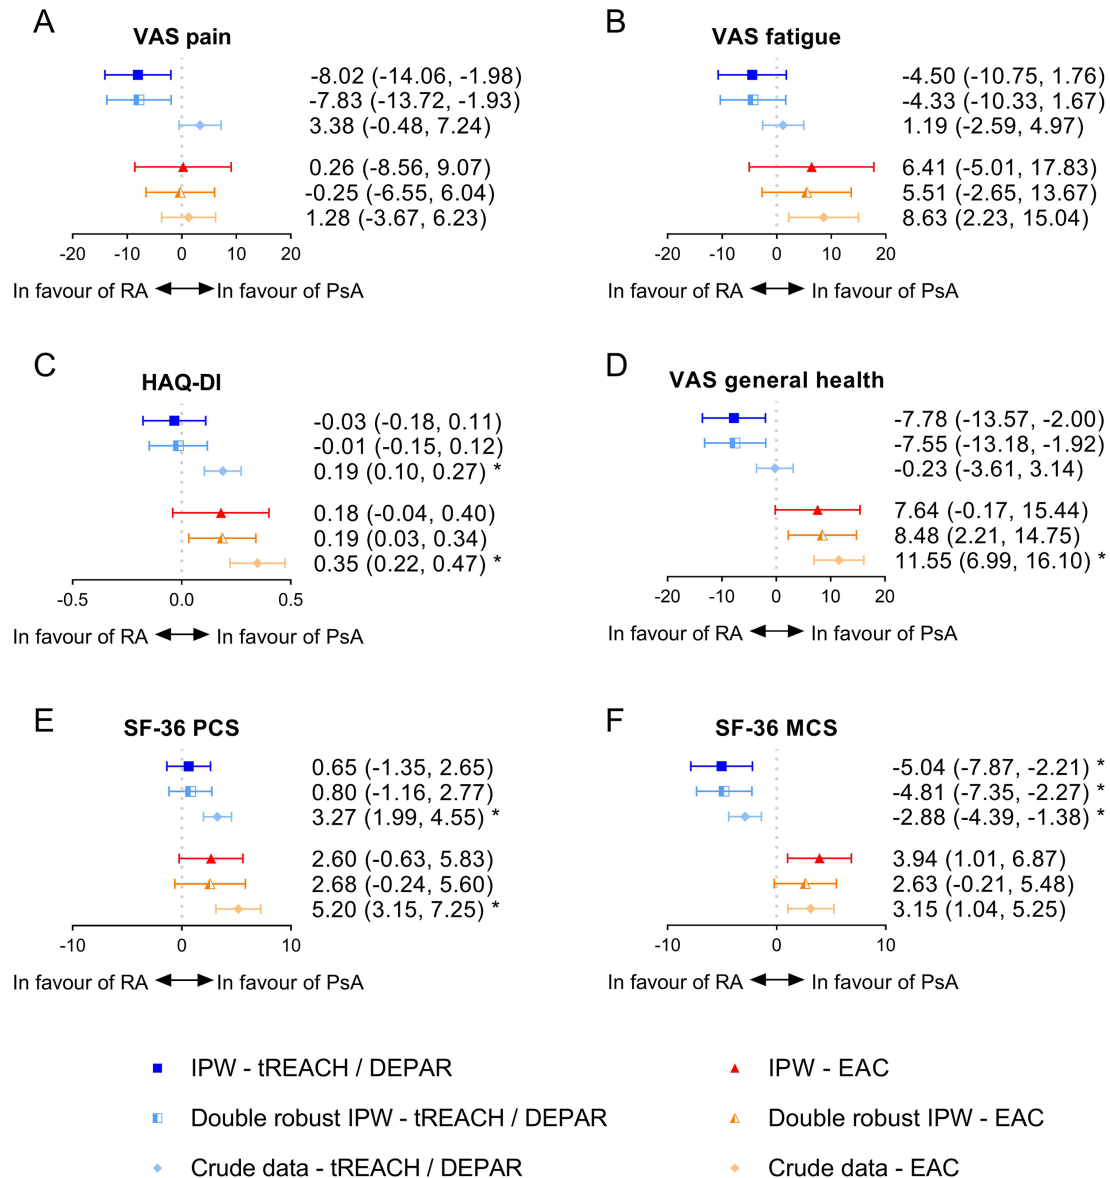 A
VAS pain
-8.02 (-14.06, -1.98)
-7.83 (-13.72, -1.93)
3.38 (-0.48, 7.24)
0.26 (-8.56, 9.07)
-0.25 (-6.55, 6.04)
1.28 (-3.67, 6.23)
-20 -10 0 10 20
In favour of RA In favour of PsA
B
VAS fatigue
-4.50 (-10.75, 1.76)
-4.33 (-10.33, 1.67)
1.19 (-2.59, 4.97)
6.41 (-5.01, 17.83)
5.51 (-2.65, 13.67)
8.63 (2.23, 15.04)
-20 -10 0 10 20
In favour of RA In favour of PsA
C
HAQ-DI
-0.03 (-0.18, 0.11)
-0.01 (-0.15, 0.12)
0.19 (0.10, 0.27) *
0.18 (-0.04, 0.40)
0.19 (0.03, 0.34)
0.35 (0.22, 0.47) *
-0.5 0.0 0.5
In favour of RA In favour of PsA
D
VAS general health
-7.78 (-13.57, -2.00)
-7.55 (-13.18, -1.92)
-0.23 (-3.61, 3.14)
7.64 (-0.17, 15.44)
8.48 (2.21, 14.75)
11.55 (6.99, 16.10) *
-20 -10 0 10 20
In favour of RA In favour of PsA
E
SF-36 PCS
0.65 (-1.35, 2.65)
0.80 (-1.16, 2.77)
3.27 (1.99, 4.55) *
2.60 (-0.63, 5.83)
2.68 (-0.24, 5.60)
5.20 (3.15, 7.25) *
-10 0 10
In favour of RA In favour of PsA
F
SF-36 MCS
-5.04 (-7.87, -2.21) *
-4.81 (-7.35, -2.27) *
-2.88 (-4.39, -1.38) *
3.94 (1.01, 6.87)
2.63 (-0.21, 5.48)
3.15 (1.04, 5.25)
-10 0 10
In favour of RA In favour of PsA
IPW - tREACH / DEPAR
Double robust IPW - tREACH / DEPAR
Crude data - tREACH / DEPAR
IPW - EAC
Double robust IPW - EAC
Crude data - EAC